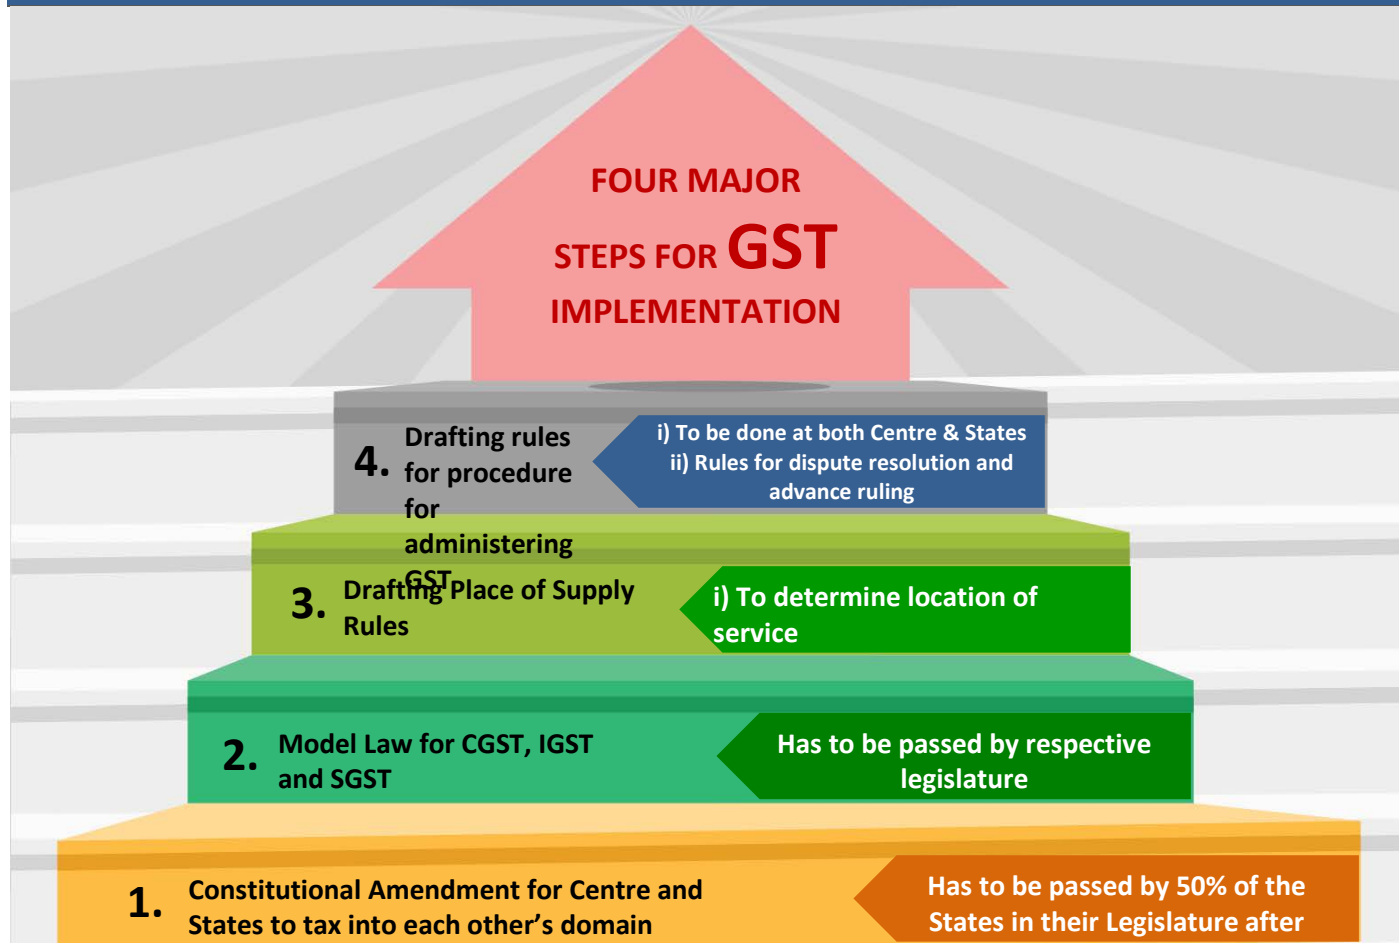 FOUR MAJOR
STEPS FOR GST
IMPLEMENTATION
4.
Drafting rules
for procedure
for
administering
GST
i) To be done at both Centre & States
ii) Rules for dispute resolution and
advance ruling
3.
Drafting Place of Supply
Rules
i) To determine location of
service
2.
Model Law for CGST, IGST
and SGST
Has to be passed by respective
legislature
1.
Constitutional Amendment for Centre and
States to tax into each other’s domain
Has to be passed by 50% of the
States in their Legislature after